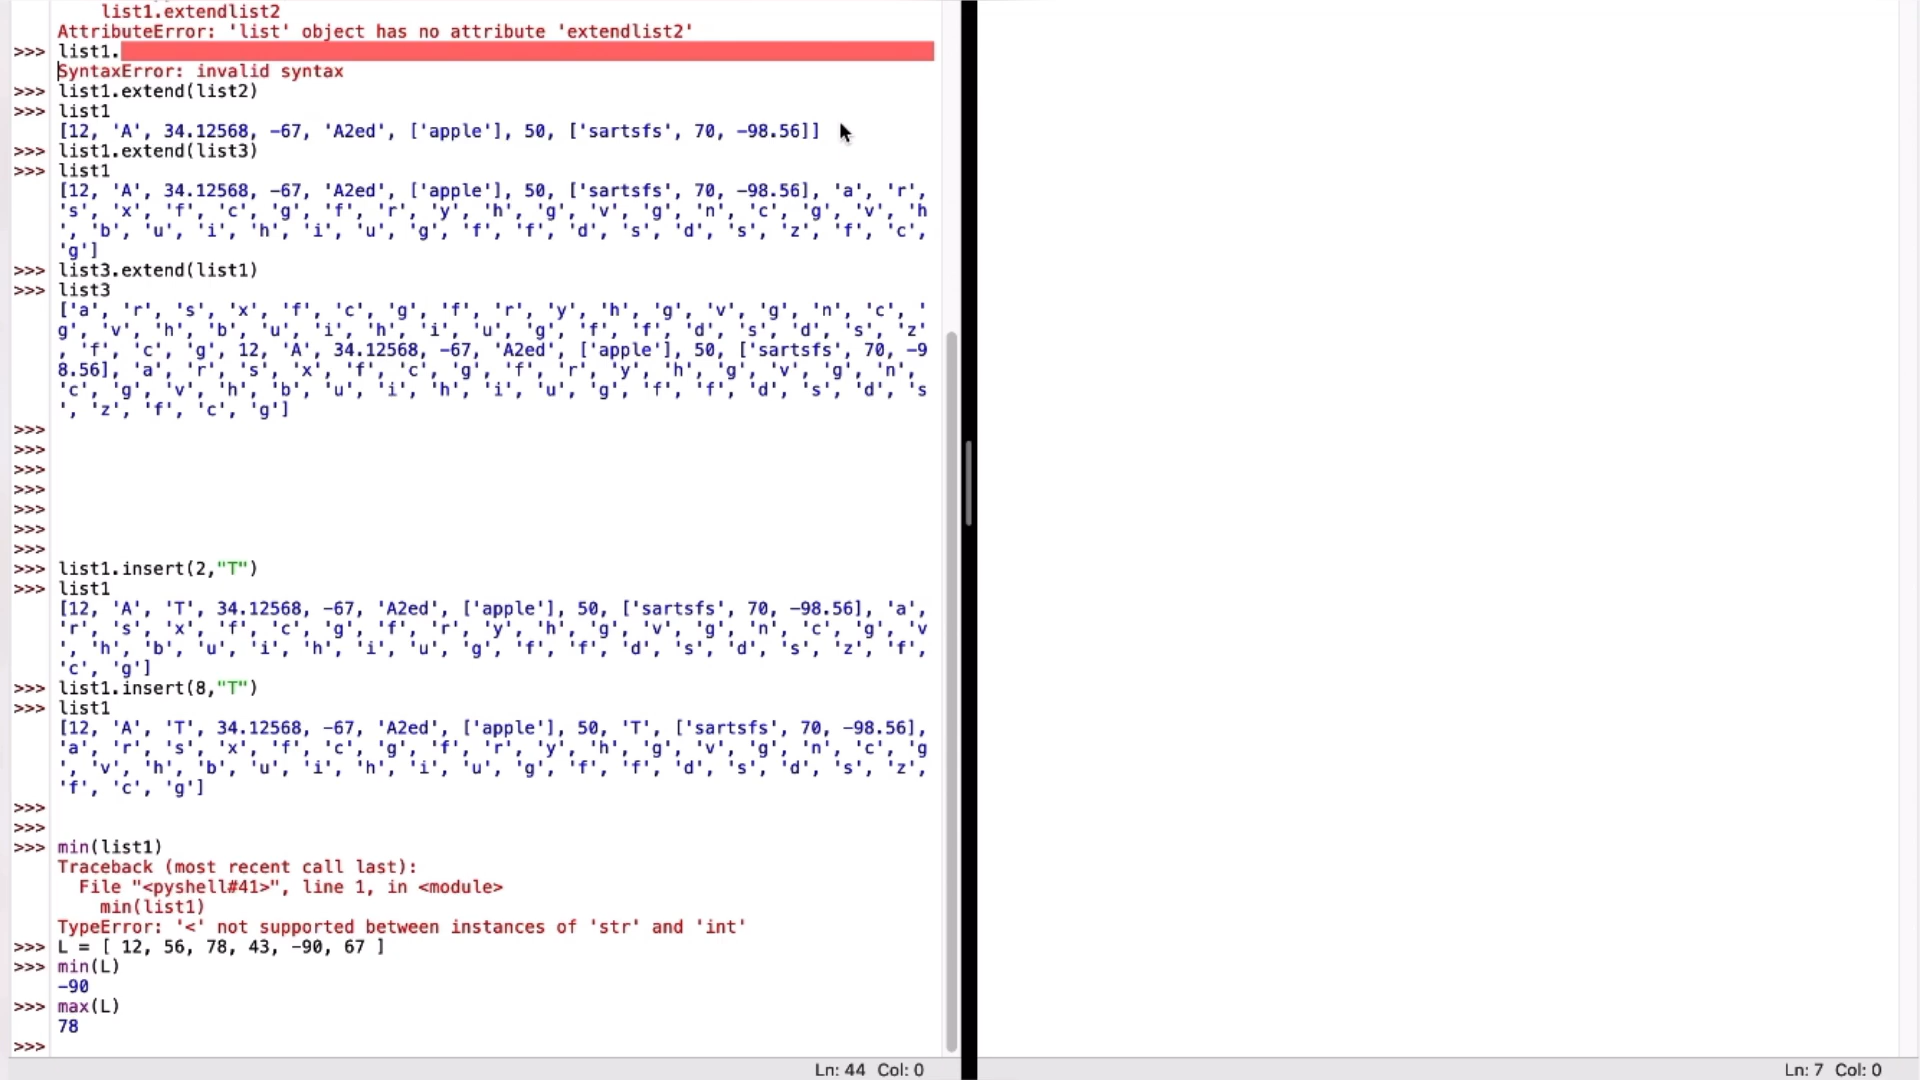 list1.extendlist2
AttributeError: 'list' object has no attribute 'extendlist2'
>>> list1.
SyntaxError: invalid syntax
>>> list1.extend(list2)
>>> list1
[12, 'A', 34.12568, -67, 'A2ed', ['apple'], 50, ['sartsfs', 70, -98.56]]
>>> list1.extend(list3)
>>> list1
[12, 'A', 34.12568, -67, 'A2ed', ['apple'], 50, ['sartsfs', 70, -98.56], 'a', 'r',
's', 'x', 'f', 'c', 'g', 'f', 'r', 'y', 'h', 'g', 'v', 'g', 'n', 'c', 'g', 'v', 'h
', 'b', 'u', 'i', 'h', 'i', 'u', 'g', 'f', 'f', 'd', 's', 'd', 's', 'z', 'f', 'c',
'g']
>>> list3.extend(list1)
>>> list3
['a', 'r', 's', 'x', 'f', 'c', 'g', 'f', 'r', 'y', 'h', 'g', 'v', 'g', 'n', 'c', '
g', 'v', 'h', 'b', 'u', 'i', 'h', 'i', 'u', 'g', 'f', 'f', 'd', 's', 'd', 's', 'z'
, 'f', 'c', 'g', 12, 'A', 34.12568, -67, 'A2ed', ['apple'], 50, ['sartsfs', 70, -9
8.56], 'a', 'r', 's', 'x', 'f', 'c', 'g', 'f', 'r', 'y', 'h', 'g', 'v', 'g', 'n',
'c', 'g', 'v', 'h', 'b', 'u', 'i', 'h', 'i', 'u', 'g', 'f', 'f', 'd', 's', 'd', 's
', 'z', 'f', 'c', 'g']
>>>
>>>
>>>
>>>
>>>
>>>
>>>
>>> list1.insert(2,"T")
>>> list1
[12, 'A', 'T', 34.12568, -67, 'A2ed', ['apple'], 50, ['sartsfs', 70, -98.56], 'a',
'r', 's', 'x', 'f', 'c', 'g', 'f', 'r', 'y', 'h', 'g', 'v', 'g', 'n', 'c', 'g', 'v
', 'h', 'b', 'u', 'i', 'h', 'i', 'u', 'g', 'f', 'f', 'd', 's', 'd', 's', 'z', 'f',
'c', 'g']
>>> list1.insert(8,"T")
>>> list1
[12, 'A', 'T', 34.12568, -67, 'A2ed', ['apple'], 50, 'T', ['sartsfs', 70, -98.56],
'a', 'r', 's', 'x', 'f', 'c', 'g', 'f', 'r', 'y', 'h', 'g', 'v', 'g', 'n', 'c', 'g
', 'v', 'h', 'b', 'u', 'i', 'h', 'i', 'u', 'g', 'f', 'f', 'd', 's', 'd', 's', 'z',
'f', 'c', 'g']
>>>
>>>
>>> min(list1)
Traceback (most recent call last):
File "<pyshell#41>", line 1, in <module>
min(list1)
TypeError: '<' not supported between instances of 'str' and 'int'
>>> L = [ 12, 56, 78, 43, -90, 67 ]
>>> min(L)
-90
>>> max(L)
78
>>>
Ln: 44 Col: 0
Ln: 7 Col: 0